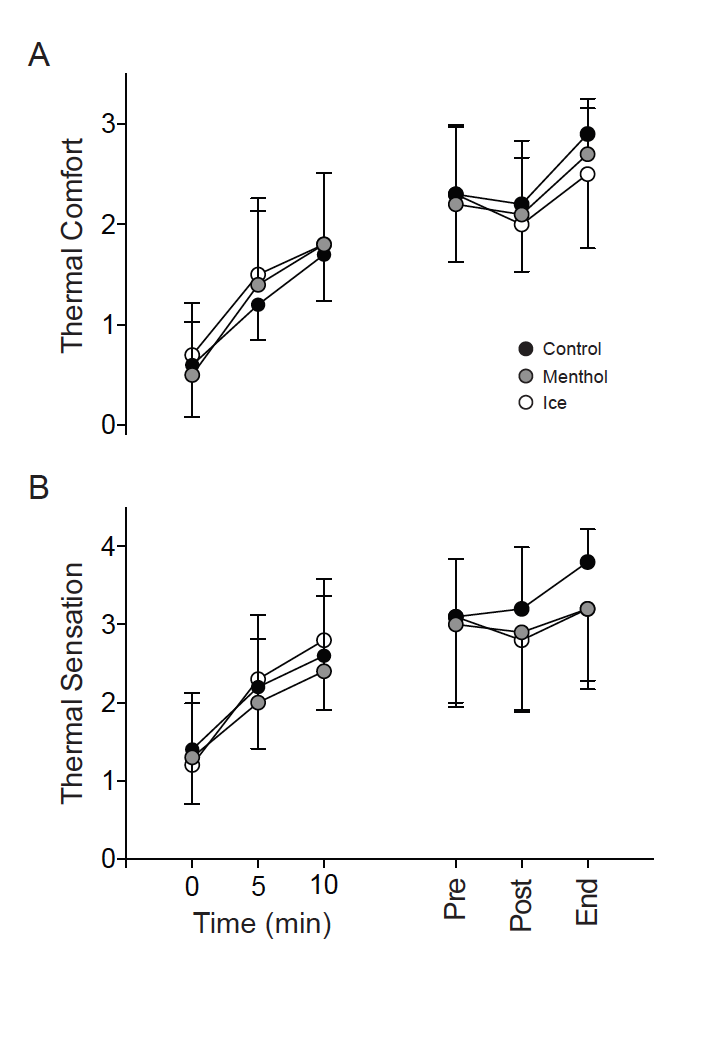 A
Thermal Comfort
3
2
1
0
Control
Menthol
Ice
B
Thermal Sensation
4
3
2
1
0
0 5 10
Time (min)
Pre
Post
End